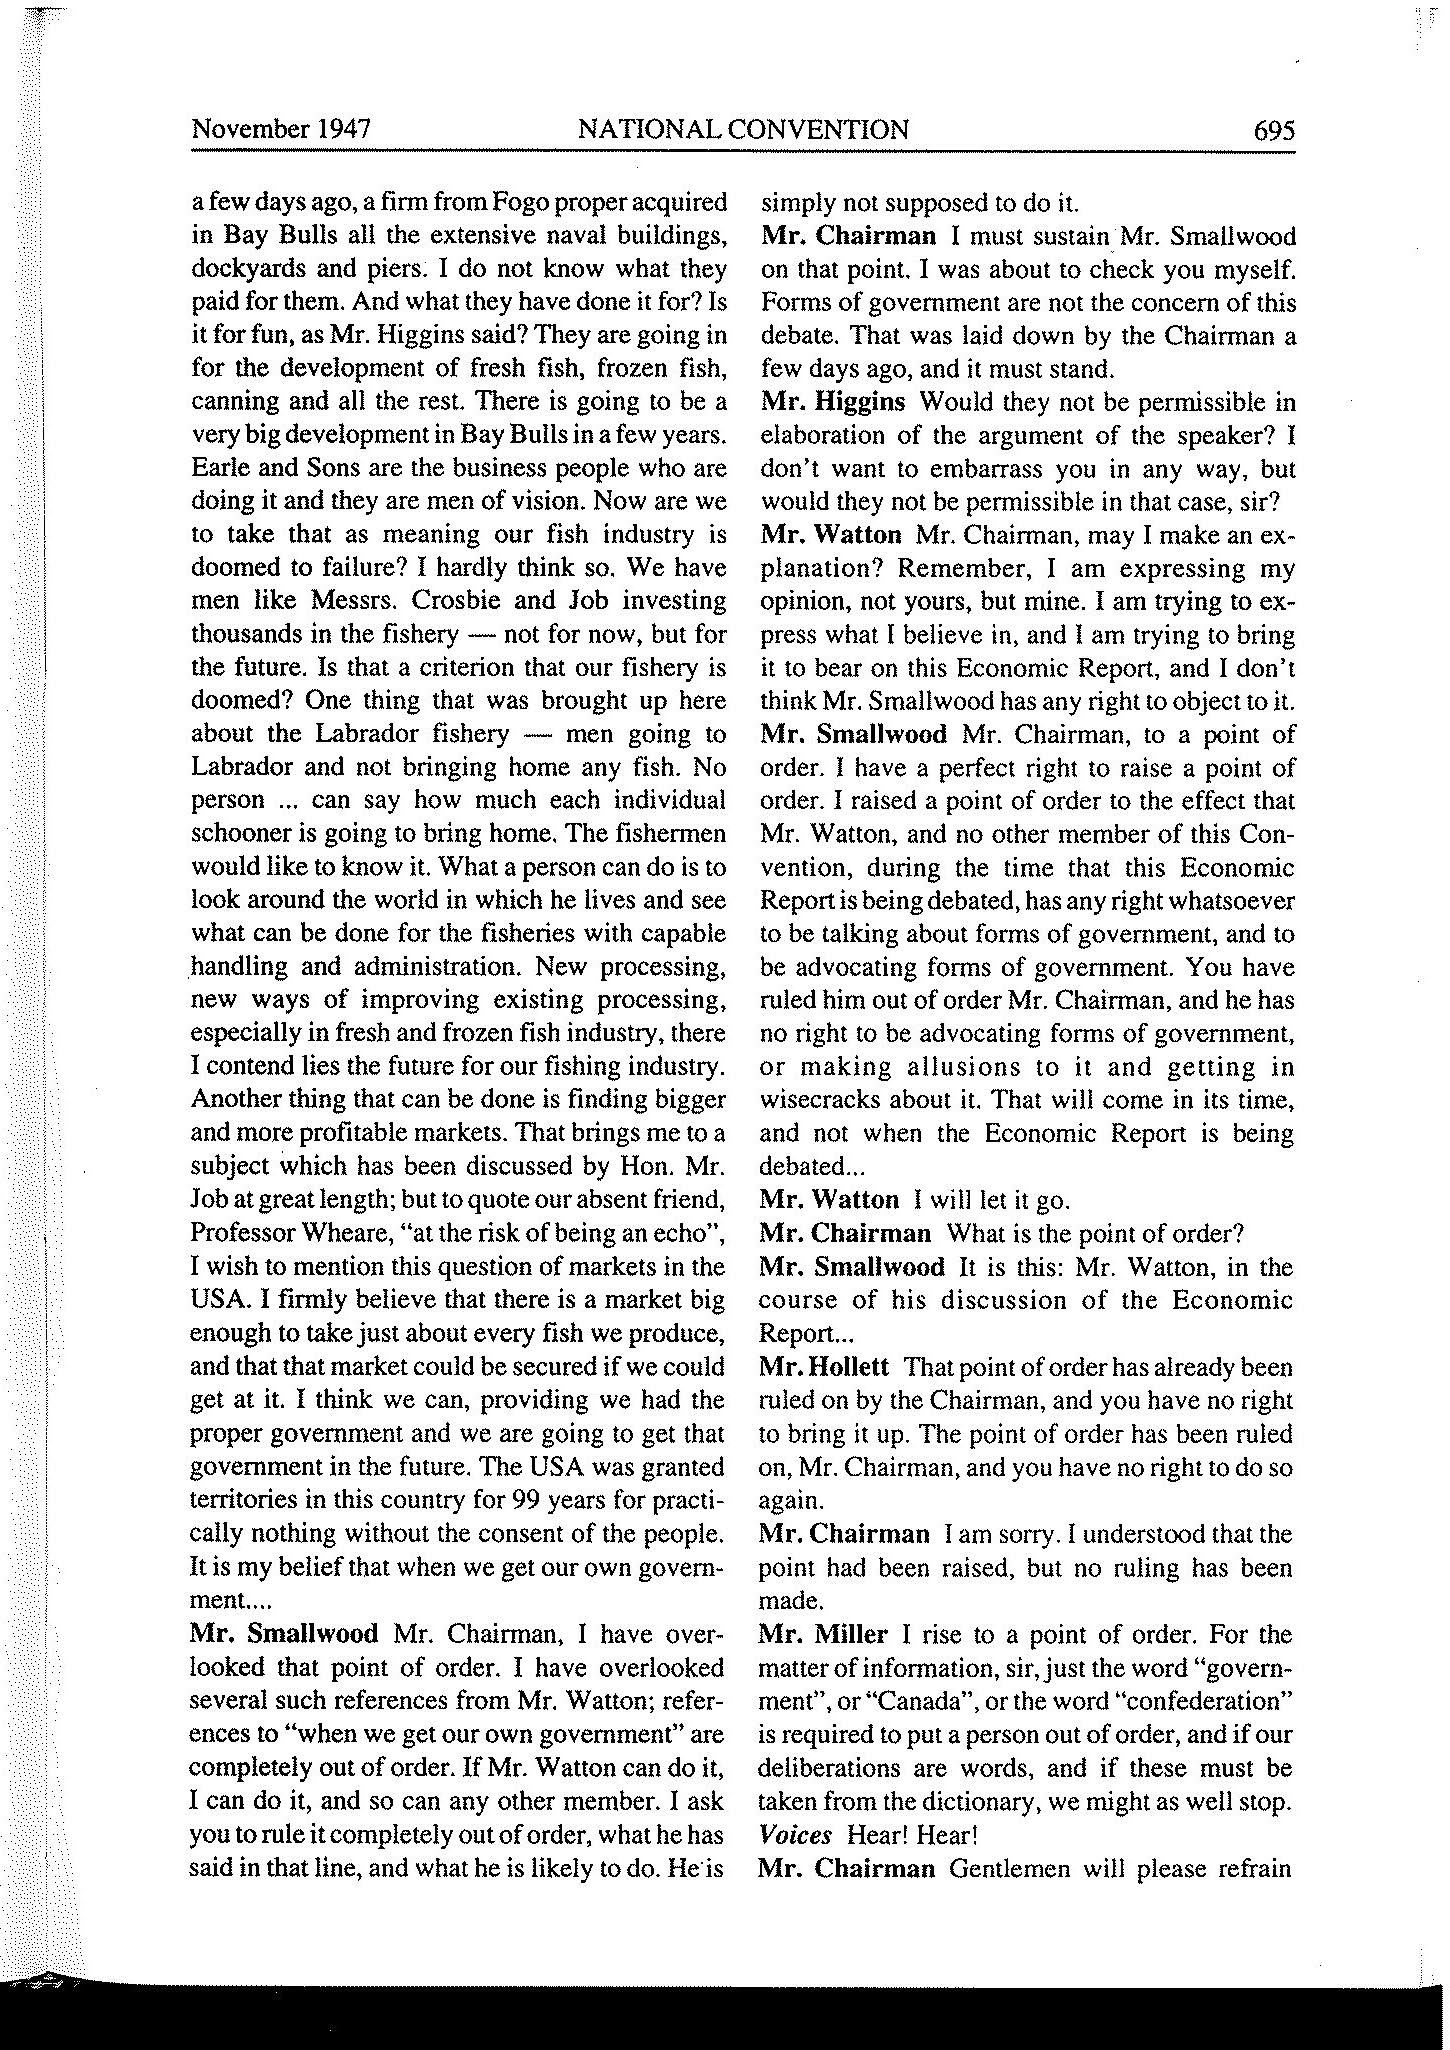 November 1947 NATIONAL CONVENTION 695
a few days ago, a firm from Fogo proper acquired
in Bay Bulls all the extensive naval buildings,
dockyards and piers. I do not know what they
paid for them. And what they have done it for? Is
it for fun, as Mr. Higgins said? They are going in
for the development of fresh fish, frozen fish,
canning and all the rest. There is going to be a
very big development in Bay Bulls in a few years.
Earle and Sons are the business people who are
doing it and they are men of vision. Now are we
to take that as meaning our fish industry is
doomed to failure? I hardly think so. We have
men like Messrs. Crosbie and Job investing
thousands in the fishery — not for now, but for
the future. Is that a criterion that our fishery is
doomed? One thing that was brought up here
about the Labrador fishery — men going to
Labrador and not bringing home any fish. No
person ... can say how much each individual
schooner is going to bring home. The fishermen
would like to know it. What a person can do is to
look around the world in which he lives and see
what can be done for the fisheries with capable
handling and administration. New processing,
new ways of improving existing processing,
especially in fresh and frozen fish industry, there
I contend lies the future for our fishing industry.
Another thing that can be done is finding bigger
and more profitable markets. That brings me to a
subject which has been discussed by Hon. Mr.
Job at great length; but to quote our absent friend,
Professor Wheare, “at the risk of being an echo”,
I wish to mention this question of markets in the
USA. I firmly believe that there is a market big
enough to take just about every fish we produce,
and that that market could be secured if we could
get at it. I think we can, providing we had the
proper government and we are going to get that
government in the future. The USA was granted
territories in this country for 99 years for practi-
cally nothing without the consent of the people.
It is my belief that when we get our own govern-
ment....
Mr. Smallwood Mr. Chairman, I have over-
looked that point of order. I have overlooked
several such references from Mr. Watton; refer-
ences to “when we get our own government” are
completely out of order. If Mr. Watton can do it,
I can do it, and so can any other member. I ask
you to rule it completely out of order, what he has
said in that line, and what he is likely to do. He is
simply not supposed to do it.
Mr. Chairman I must sustain Mr. Smallwood
on that point. I was about to check you myself.
Forms of government are not the concern of this
debate. That was laid down by the Chairman a
few days ago, and it must stand.
Mr. Higgins Would they not be permissible in
elaboration of the argument of the speaker? I
don’t want to embarrass you in any way, but
would they not be permissible in that case, sir?
Mr. Watton Mr. Chairman, may I make an ex-
planation? Remember, I am expressing my
opinion, not yours, but mine. I am trying to ex-
press what I believe in, and I am trying to bring
it to bear on this Economic Report, and I don’t
think Mr. Smallwood has any right to object to it.
Mr. Smallwood Mr. Chairman, to a point of
order. I have a perfect right to raise a point of
order. I raised a point of order to the effect that
Mr. Watton, and no other member of this Con-
vention, during the time that this Economic
Report is being debated, has any right whatsoever
to be talking about forms of government, and to
be advocating forms of government. You have
ruled him out of order Mr. Chairman, and he has
no right to be advocating forms of government,
or making allusions to it and getting in
wisecracks about it. That will come in its time,
and not when the Economic Report is being
debated...
Mr. Watton I will let it go.
Mr. Chairman What is the point of order?
Mr. Smallwood It is this: Mr. Watton, in the
course of his discussion of the Economic
Report...
Mr. Hollett That point of order has already been
ruled on by the Chairman, and you have no right
to bring it up. The point of order has been ruled
on, Mr. Chairman, and you have no right to do so
again.
Mr. Chairman I am sorry. I understood that the
point had been raised, but no ruling has been
made.
Mr. Miller I rise to a point of order. For the
matter of information, sir, just the word “govern-
ment”, or “Canada”, or the word “confederation”
is required to put a person out of order, and if our
deliberations are words, and if these must be
taken from the dictionary, we might as well stop.
Voices Hear! Hear!
Mr. Chairman Gentlemen will please refrain